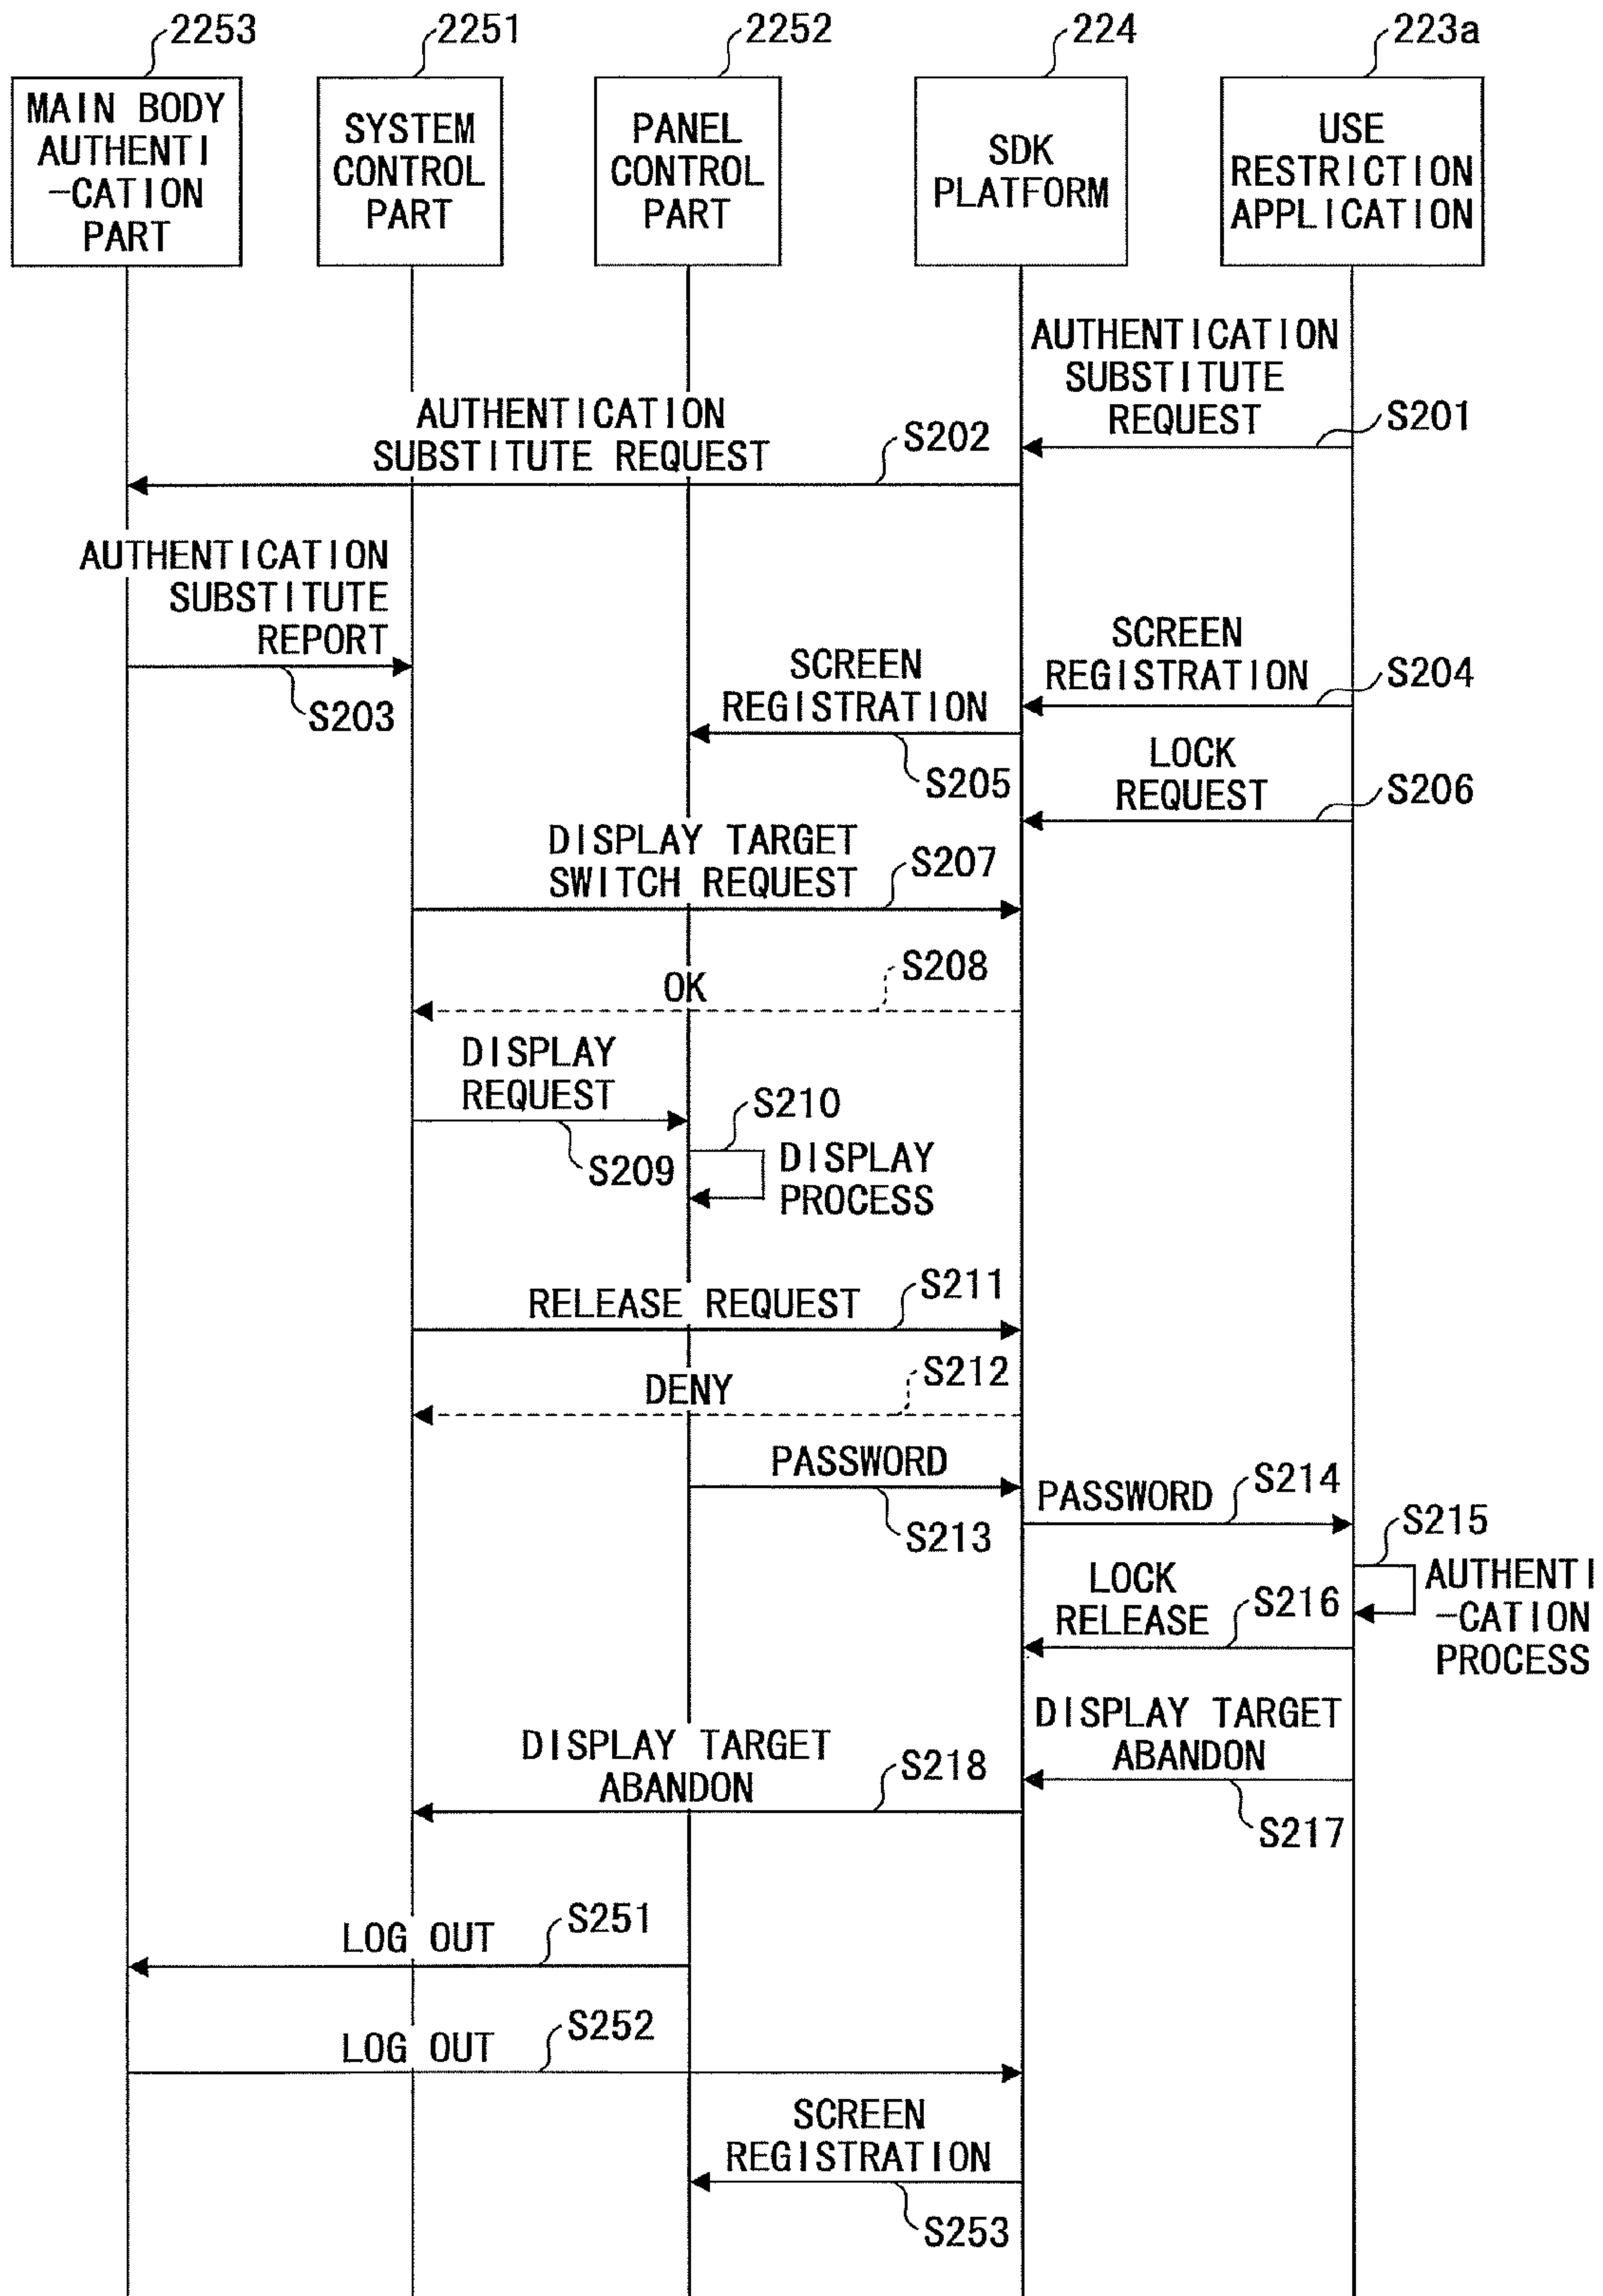 2253
2251
2252
224
223a
MAIN BODY
AUTHENTI
-CATION
PART
SYSTEM
CONTROL
PART
PANEL
CONTROL
PART
SDK
PLATFORM
USE
RESTRICTION
APPLICATION
AUTHENTICATION
SUBSTITUTE
REQUEST
S201
AUTHENTICATION
SUBSTITUTE REQUEST
S202
AUTHENTICATION
SUBSTITUTE
REPORT
S203
SCREEN
REGISTRATION
S204
SCREEN
REGISTRATION
S205
LOCK
REQUEST
S206
DISPLAY TARGET
SWITCH REQUEST
S207
OK
S208
DISPLAY
REQUEST
S209
S210
DISPLAY
PROCESS
RELEASE REQUEST
S211
DENY
S212
PASSWORD
S213
PASSWORD
S214
S215
AUTHENTI
-CATION
PROCESS
LOCK
RELEASE
S216
DISPLAY TARGET
ABANDON
S217
DISPLAY TARGET
ABANDON
S218
LOG OUT
S251
LOG OUT
S252
SCREEN
REGISTRATION
S253